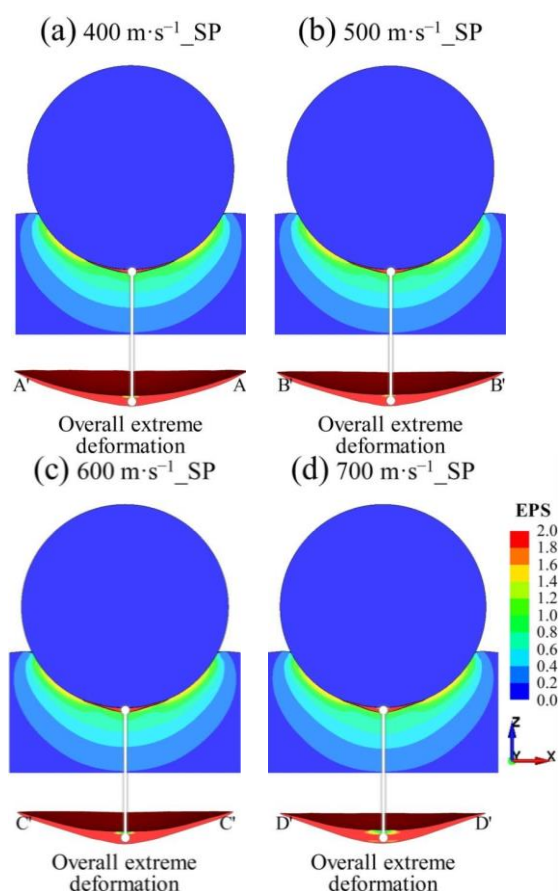 (a) 400 m·s⁻¹_SP
(b) 500 m·s⁻¹_SP
A' A
B' B'
Overall extreme
deformation
Overall extreme
deformation
(c) 600 m·s⁻¹_SP
(d) 700 m·s⁻¹_SP
EPS
2.0
1.8
1.6
1.4
1.2
1.0
0.8
0.6
0.4
0.2
0.0
Z
Y X
C' C'
D' D'
Overall extreme
deformation
Overall extreme
deformation